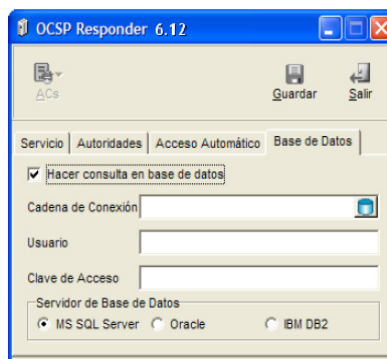 OCSP Responder 6.12
ACs Guardar Salir
Servicio Autoridades Acceso Automático Base de Datos
Hacer consulta en base de datos
Cadena de Conexión
Usuario
Clave de Acceso
Servidor de Base de Datos
MS SQL Server Oracle IBM DB2